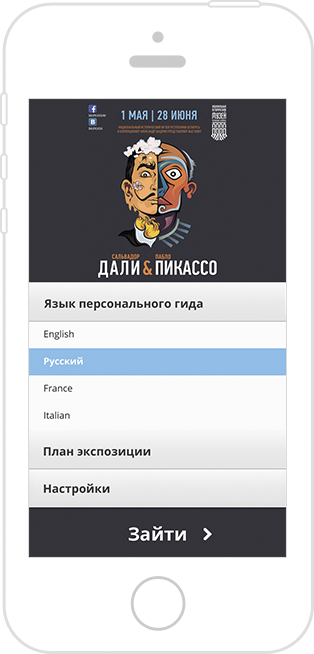 1 МАЯ | 28 ИЮНЯ
САЛЬВАДОР ПАБЛО
ДАЛИ & ПИКАССО
Язык персонального гида
English
Русский
France
Italian
План экспозиции
Настройки
Зайти